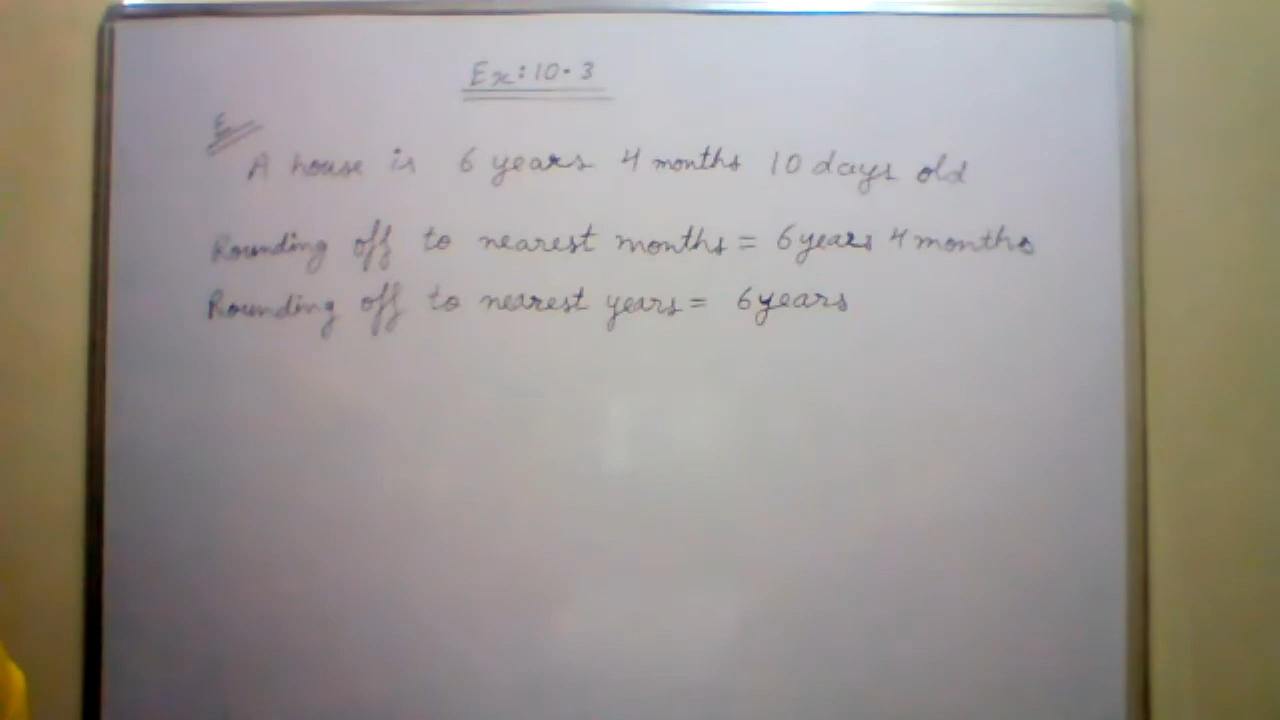 Ex:10.3
A house is 6 years 4 months 10 days old
Rounding off to nearest months = 6 years 4 months
Rounding off to nearest years = 6 years